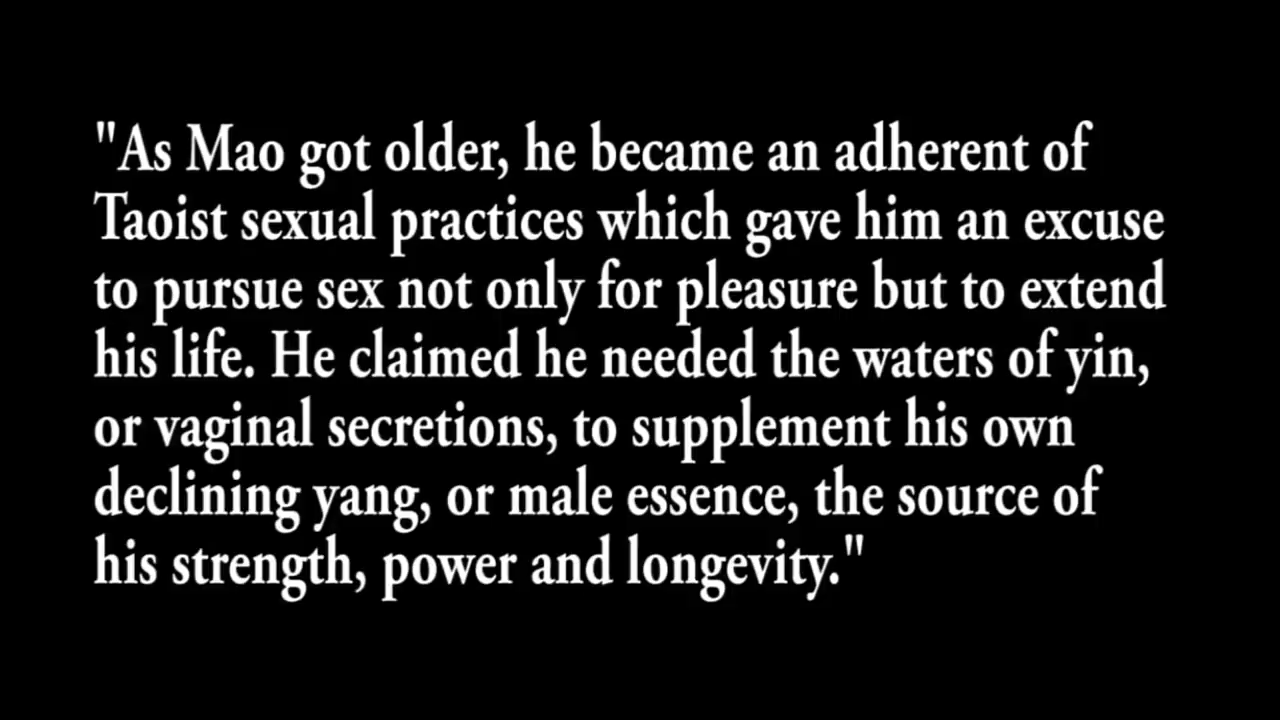 "As Mao got older, he became an adherent of
Taoist sexual practices which gave him an excuse
to pursue sex not only for pleasure but to extend
his life. He claimed he needed the waters of yin,
or vaginal secretions, to supplement his own
declining yang, or male essence, the source of
his strength, power and longevity."